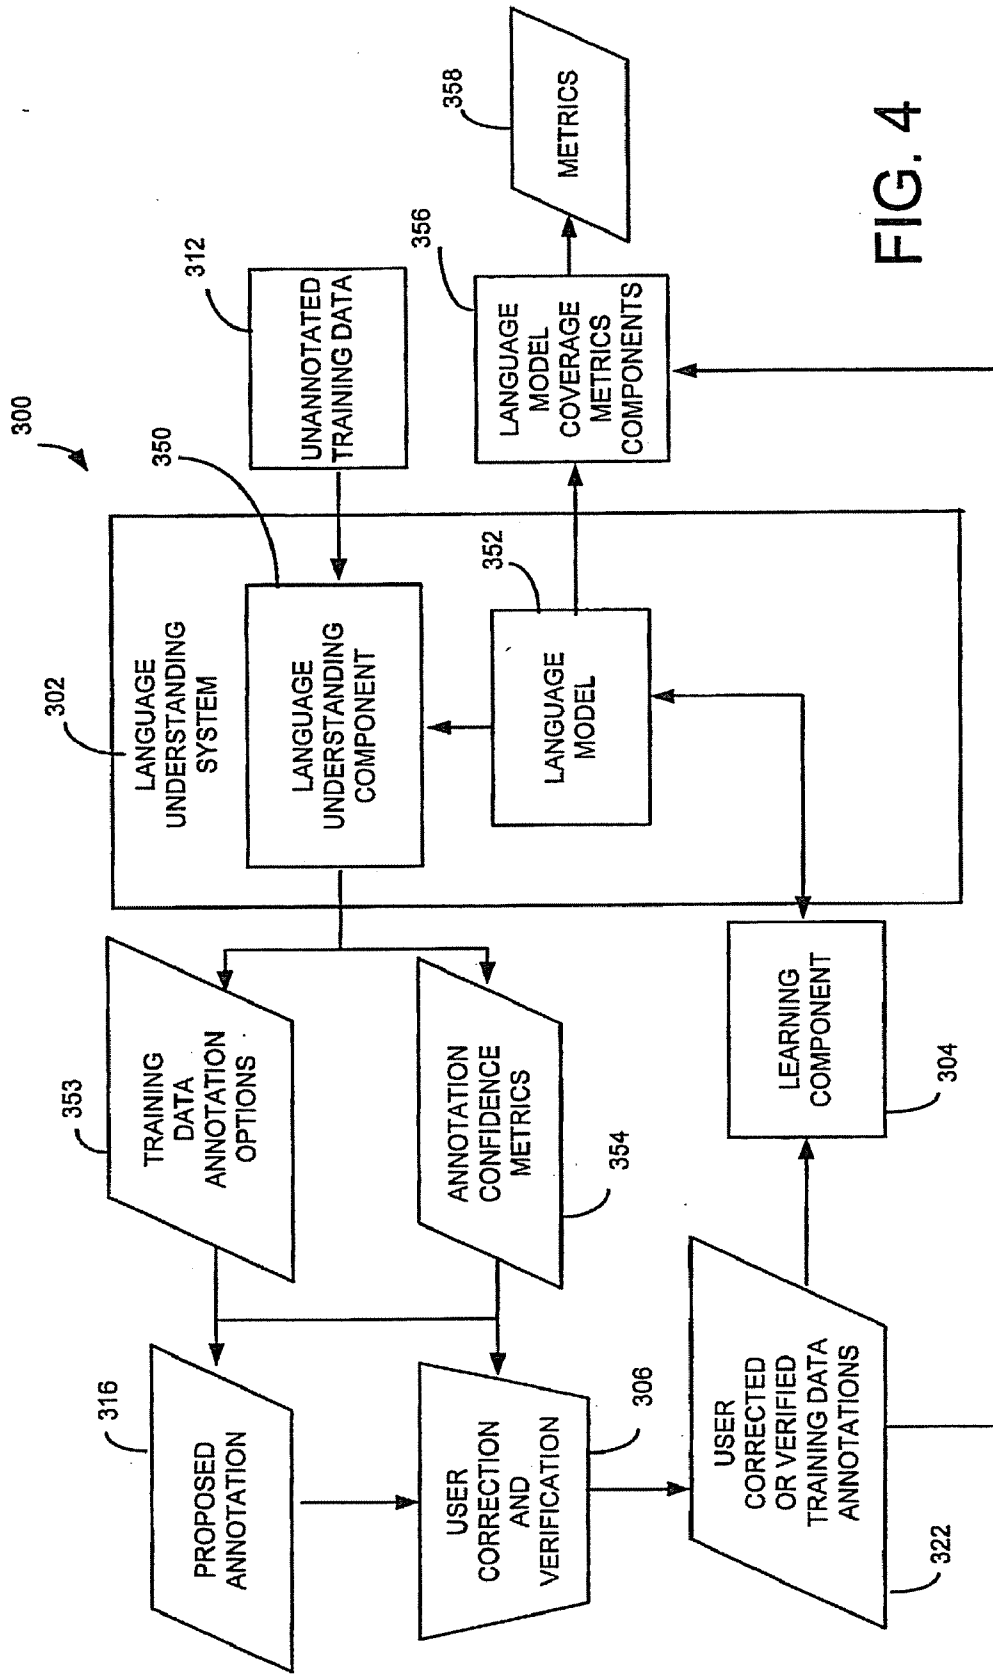 300
302
LANGUAGE
UNDERSTANDING
SYSTEM
350
LANGUAGE
UNDERSTANDING
COMPONENT
312
UNANNOTATED
TRAINING DATA
352
LANGUAGE
MODEL
356
LANGUAGE
MODEL
COVERAGE
METRICS
COMPONENTS
358
METRICS
353
TRAINING
DATA
ANNOTATION
OPTIONS
ANNOTATION
CONFIDENCE
METRICS
354
316
PROPOSED
ANNOTATION
USER
CORRECTION
AND
VERIFICATION
306
USER
CORRECTED
OR VERIFIED
TRAINING DATA
ANNOTATIONS
322
LEARNING
COMPONENT
304
FIG. 4